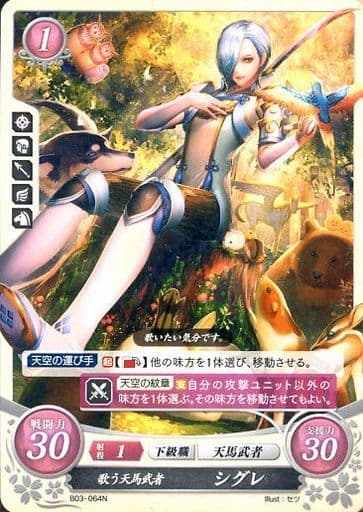 1
歌いたい気分です。
天空の運び手 起【】他の味方を1体選び、移動させる。
天空の紋章 支 自分の攻撃ユニット以外の
味方を1体選ぶ。その味方を移動させてもよい。
戦闘力
30
射程 1 下級職 天馬武者
支援力
30
歌う天馬武者 シグレ
B03-064N Illust:セツ